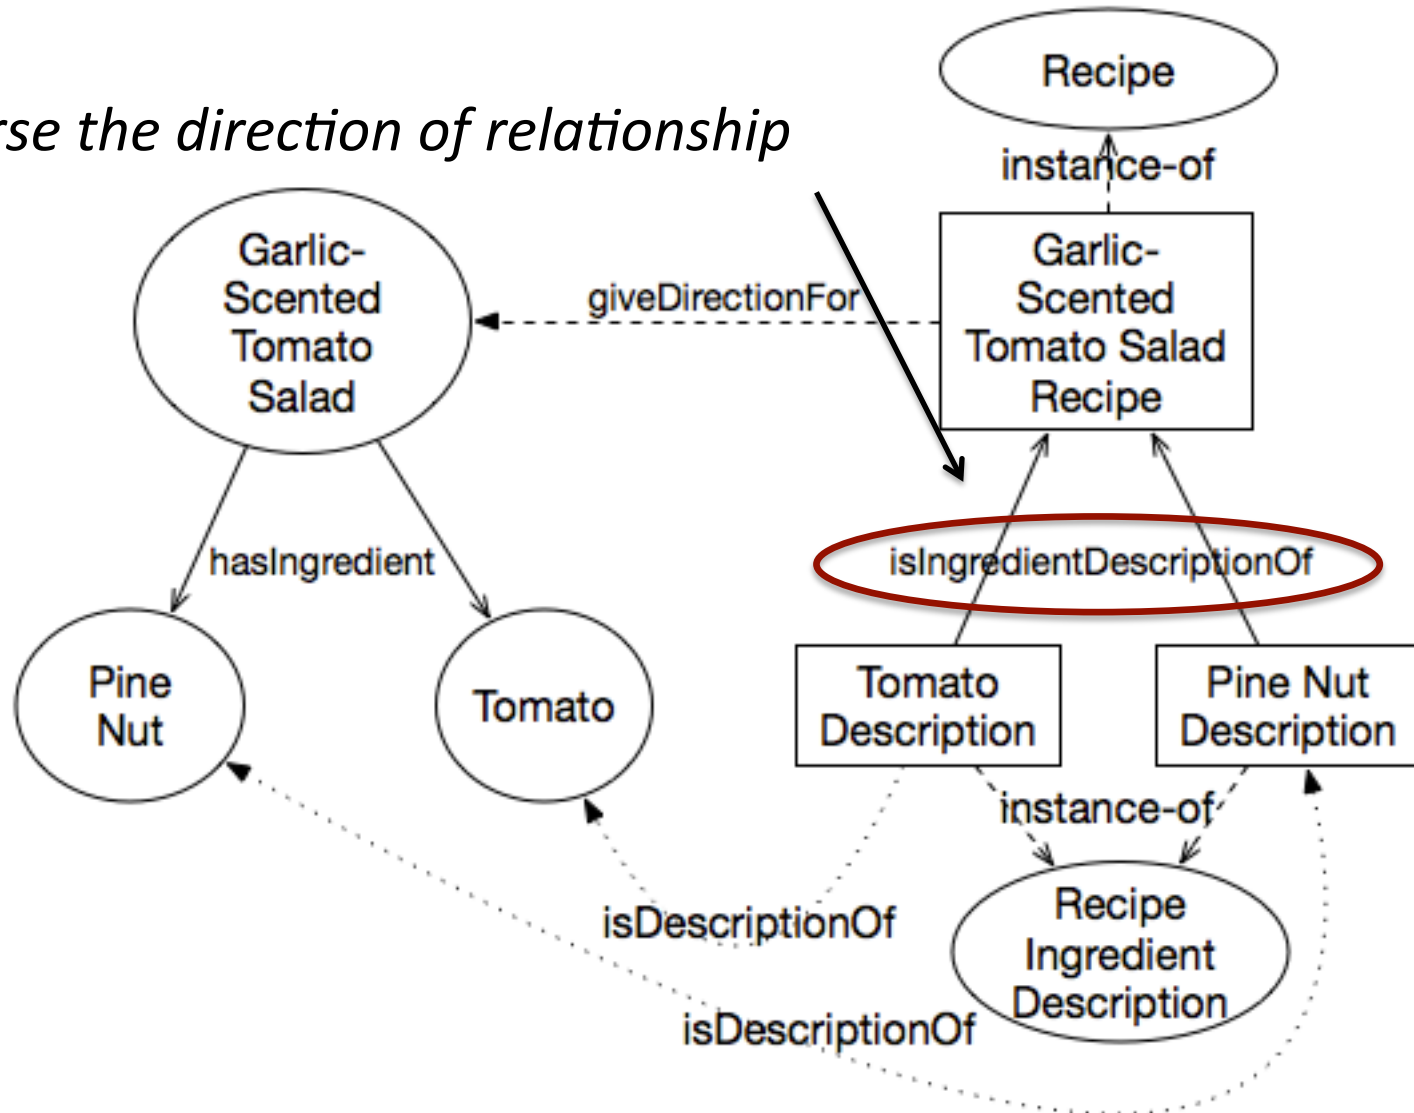 Recipe
rse the direction of relationship
instance-of
Garlic-
Scented
Tomato
Salad
giveDirectionFor
Garlic-
Scented
Tomato Salad
Recipe
hasIngredient
isIngredientDescriptionOf
Pine
Nut
Tomato
Tomato
Description
Pine Nut
Description
instance-of
isDescriptionOf
Recipe
Ingredient
Description
isDescriptionOf